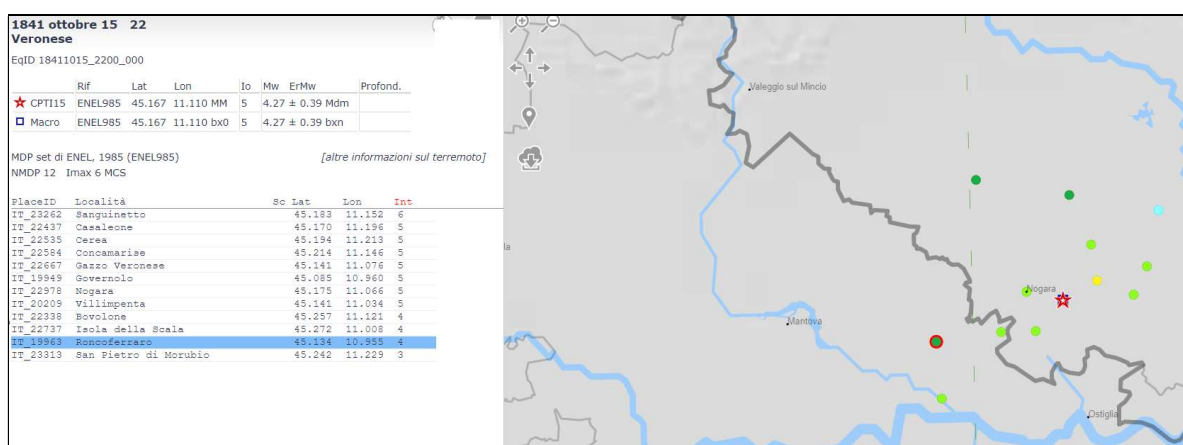 1841 ottobre 15 22
Veronese
EqID 18411015_2200_000
Rif Lat Lon Io Mw ErMw Profond.
CPTI15 ENEL985 45.167 11.110 MM 5 4.27 ± 0.39 Mdm
Macro ENEL985 45.167 11.110 bx0 5 4.27 ± 0.39 bxn
MDP set di ENEL, 1985 (ENEL985) [altre informazioni sul terremoto]
NMDP 12 Imax 6 MCS
PlaceID Località Sc Lat Lon Int
IT_23262 Sanguinetto 45.183 11.152 6
IT_22437 Casaleone 45.170 11.196 5
IT_22535 Cerea 45.194 11.213 5
IT_22584 Concamarise 45.214 11.146 5
IT_22667 Gazzo Veronese 45.141 11.076 5
IT_19949 Governolo 45.085 10.960 5
IT_22978 Nogara 45.175 11.066 5
IT_20209 Villimpenta 45.141 11.034 5
IT_22338 Bovolone 45.257 11.121 4
IT_22737 Isola della Scala 45.272 11.008 4
IT_19963 Roncoferraro 45.134 10.955 4
IT_23313 San Pietro di Morubio 45.242 11.229 3
Valeggio sul Mincio
la
Nogara
Mantova
Ostiglia